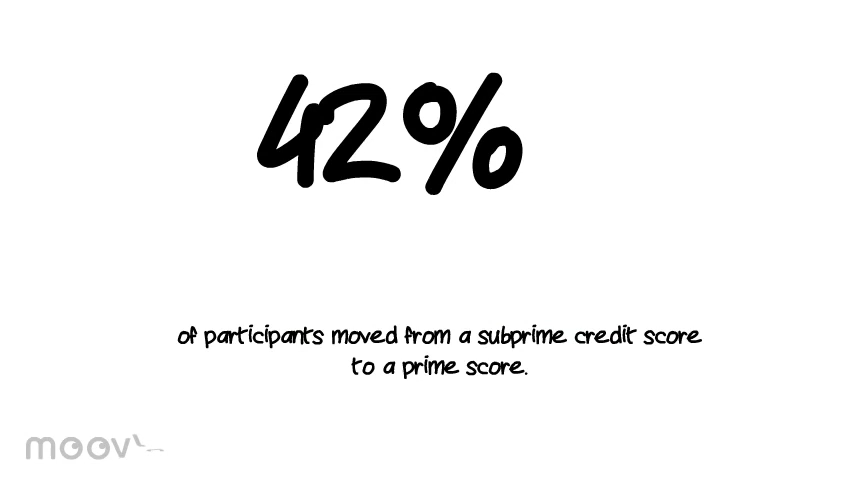 42%
of participants moved from a subprime credit score
to a prime score.
moov